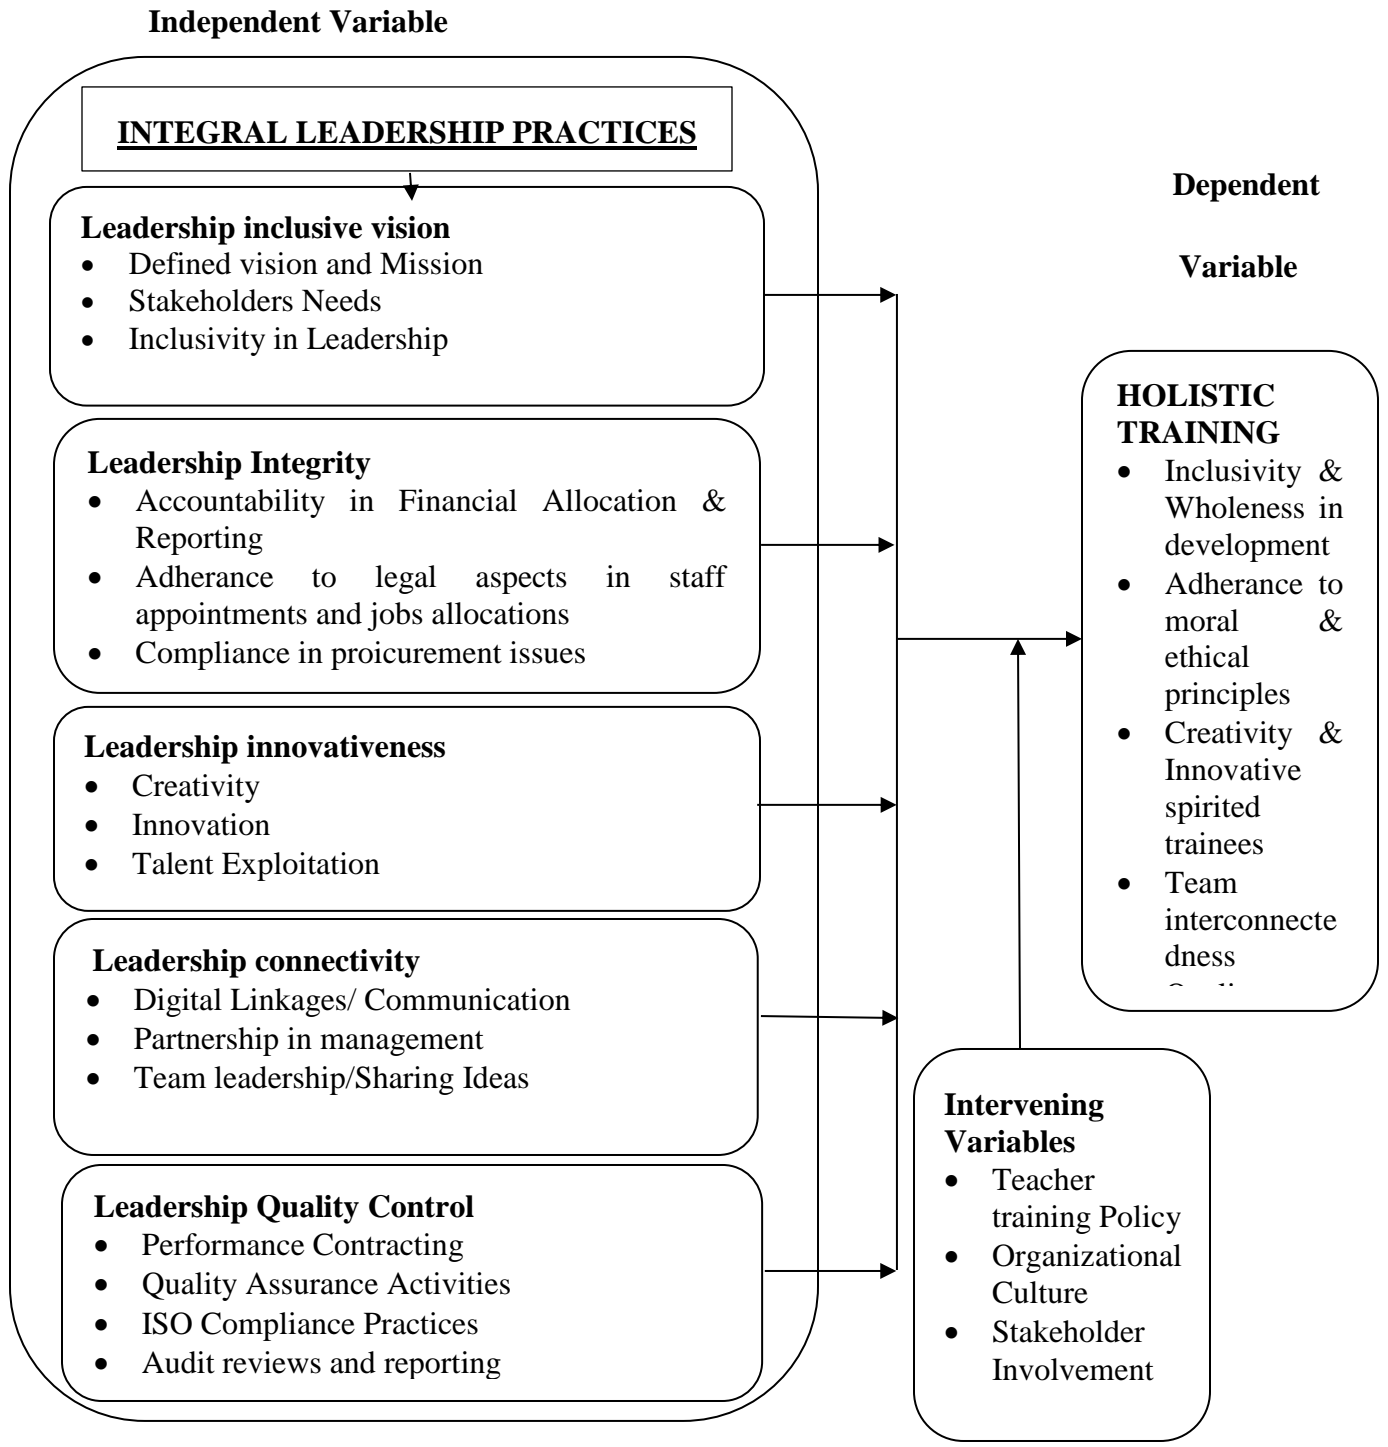 Independent Variable
INTEGRAL LEADERSHIP PRACTICES
Leadership inclusive vision
• Defined vision and Mission
• Stakeholders Needs
• Inclusivity in Leadership
Leadership Integrity
• Accountability in Financial Allocation &
Reporting
• Adherance to legal aspects in staff
appointments and jobs allocations
• Compliance in proicurement issues
Leadership innovativeness
• Creativity
• Innovation
• Talent Exploitation
Leadership connectivity
• Digital Linkages/ Communication
• Partnership in management
• Team leadership/Sharing Ideas
Leadership Quality Control
• Performance Contracting
• Quality Assurance Activities
• ISO Compliance Practices
• Audit reviews and reporting
Dependent
Variable
HOLISTIC
TRAINING
• Inclusivity &
Wholeness in
development
• Adherance to
moral &
ethical
principles
• Creativity &
Innovative
spirited
trainees
• Team
interconnecte
dness
Intervening
Variables
• Teacher
training Policy
• Organizational
Culture
• Stakeholder
Involvement